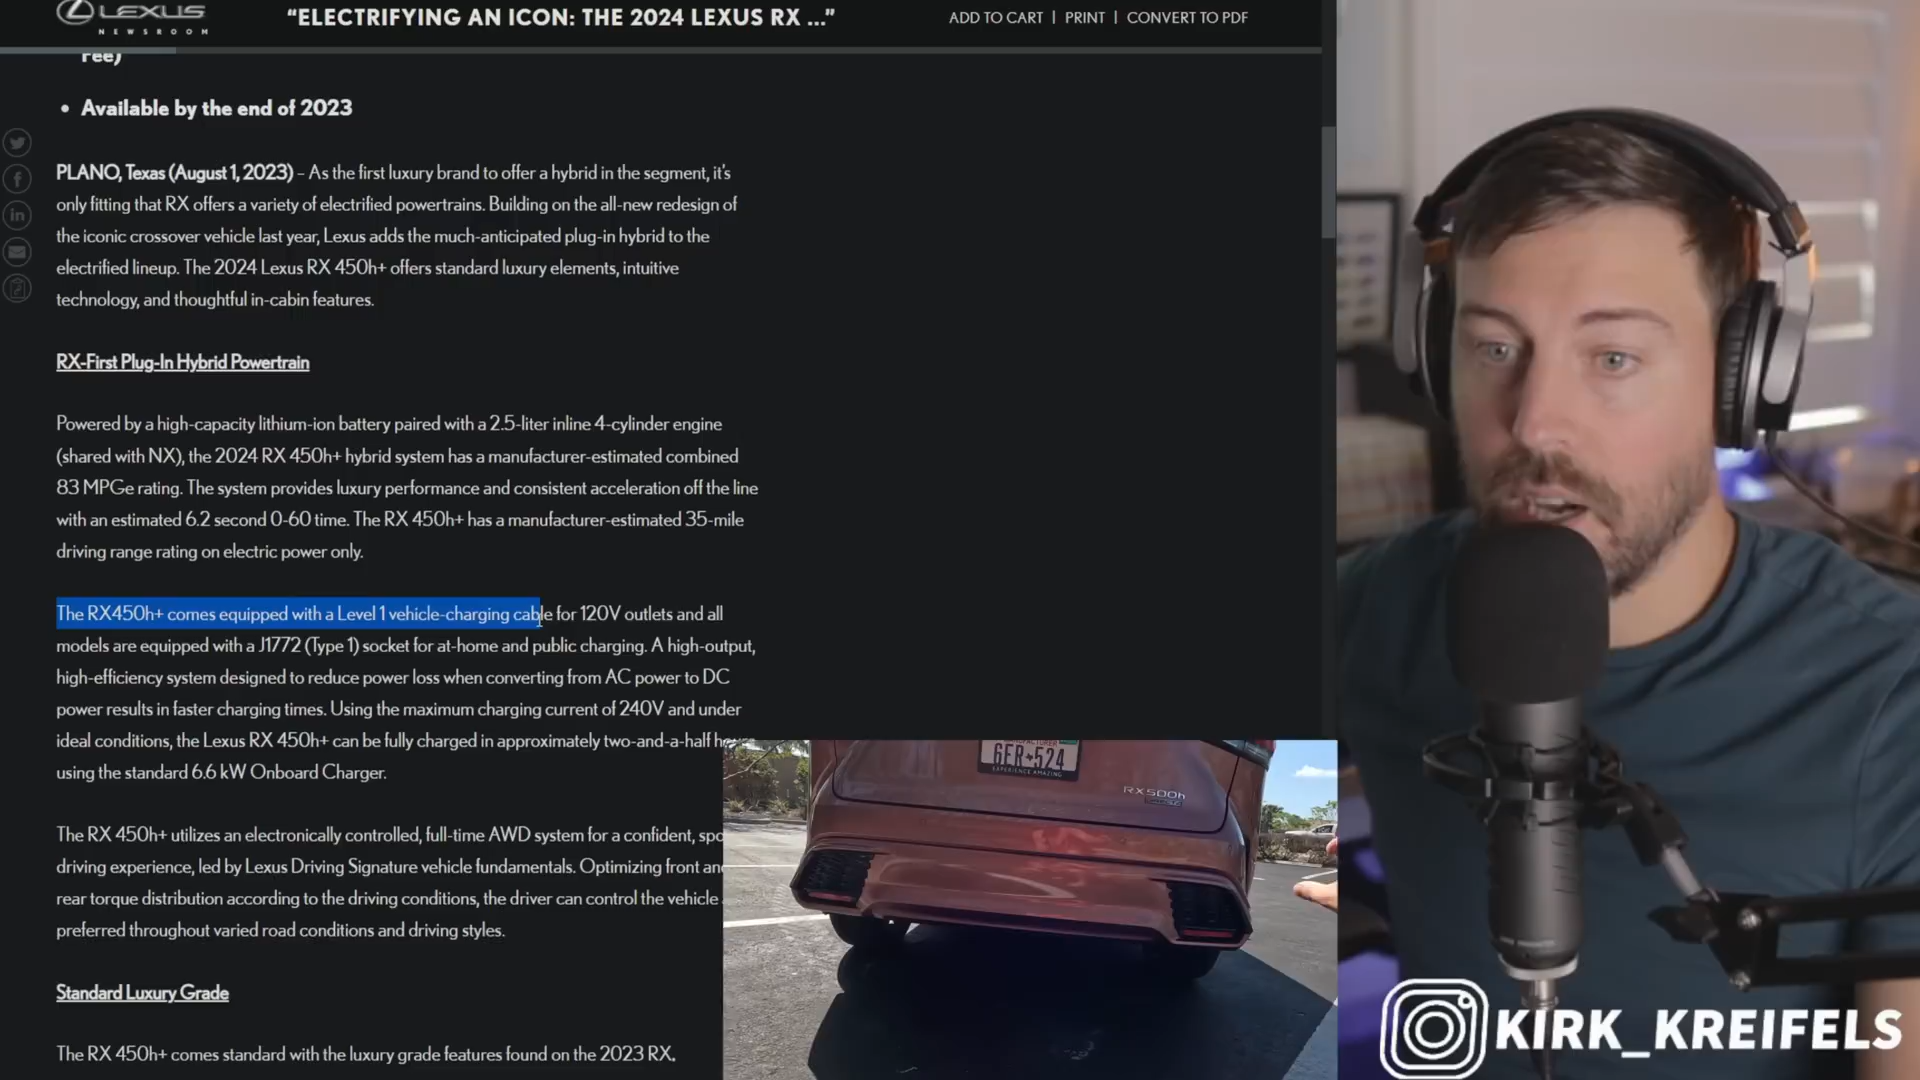 LEXUS
NEWSROOM
“ELECTRIFYING AN ICON: THE 2024 LEXUS RX ...”
ADD TO CART | PRINT | CONVERT TO PDF
Fee)
• Available by the end of 2023
PLANO, Texas (August 1, 2023) – As the first luxury brand to offer a hybrid in the segment, it’s
only fitting that RX offers a variety of electrified powertrains. Building on the all-new redesign of
the iconic crossover vehicle last year, Lexus adds the much-anticipated plug-in hybrid to the
electrified lineup. The 2024 Lexus RX 450h+ offers standard luxury elements, intuitive
technology, and thoughtful in-cabin features.
RX-First Plug-In Hybrid Powertrain
Powered by a high-capacity lithium-ion battery paired with a 2.5-liter inline 4-cylinder engine
(shared with NX), the 2024 RX 450h+ hybrid system has a manufacturer-estimated combined
83 MPGe rating. The system provides luxury performance and consistent acceleration off the line
with an estimated 6.2 second 0-60 time. The RX 450h+ has a manufacturer-estimated 35-mile
driving range rating on electric power only.
The RX450h+ comes equipped with a Level 1 vehicle-charging cable for 120V outlets and all
models are equipped with a J1772 (Type 1) socket for at-home and public charging. A high-output,
high-efficiency system designed to reduce power loss when converting from AC power to DC
power results in faster charging times. Using the maximum charging current of 240V and under
ideal conditions, the Lexus RX 450h+ can be fully charged in approximately two-and-a-half h
using the standard 6.6 kW Onboard Charger.
The RX 450h+ utilizes an electronically controlled, full-time AWD system for a confident, spo
driving experience, led by Lexus Driving Signature vehicle fundamentals. Optimizing front an
rear torque distribution according to the driving conditions, the driver can control the vehicle
preferred throughout varied road conditions and driving styles.
Standard Luxury Grade
The RX 450h+ comes standard with the luxury grade features found on the 2023 RX.
MANUFACTURER
6FR-524
EXPERIENCE AMAZING
RX500h
KIRK_KREIFELS